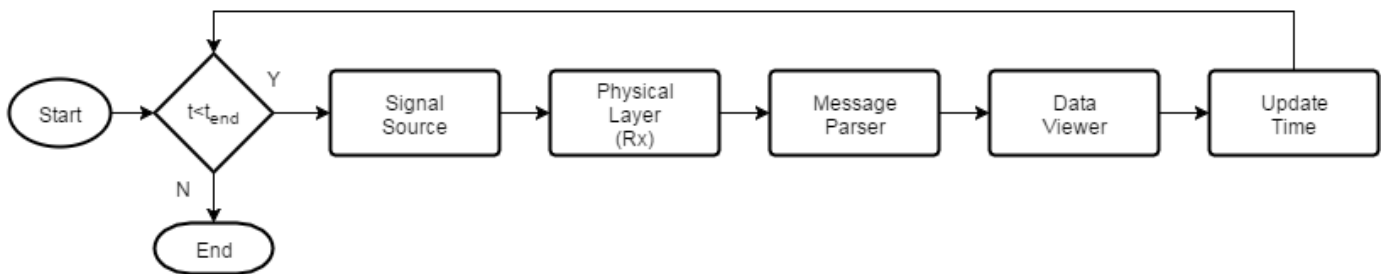 Start
t<t_end
Y
N
End
Signal
Source
Physical
Layer
(Rx)
Message
Parser
Data
Viewer
Update
Time